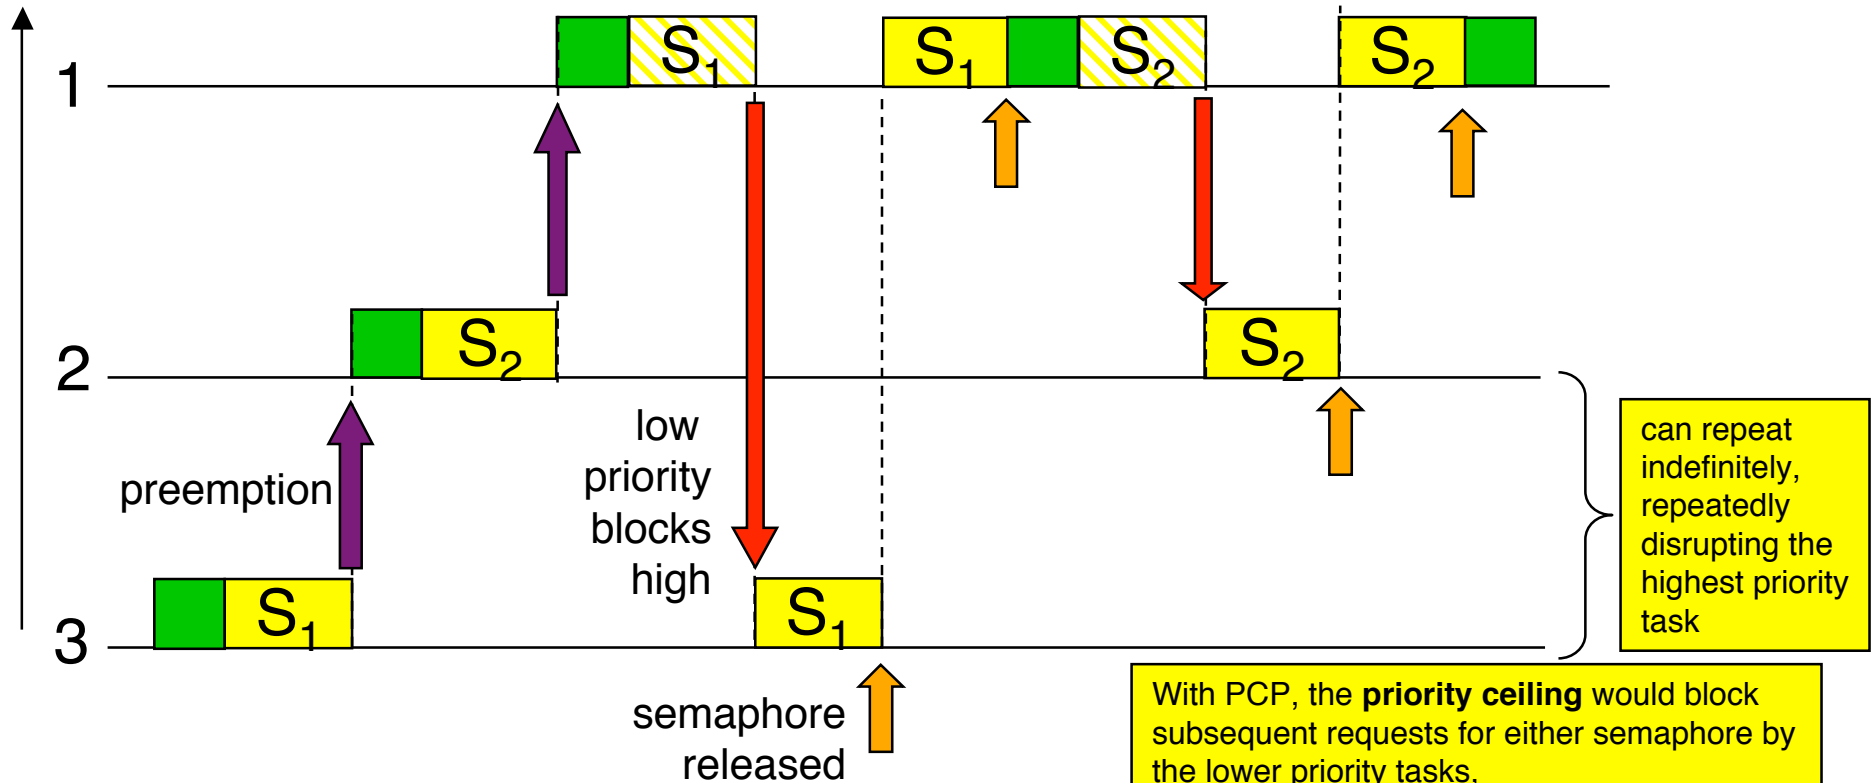 1
S1
S1
S2
S2
2
S2
S2
low
priority
blocks
high
preemption
can repeat
indefinitely,
repeatedly
disrupting the
highest priority
task
3
S1
S1
semaphore
released
With PCP, the priority ceiling would block
subsequent requests for either semaphore by
the lower priority tasks,